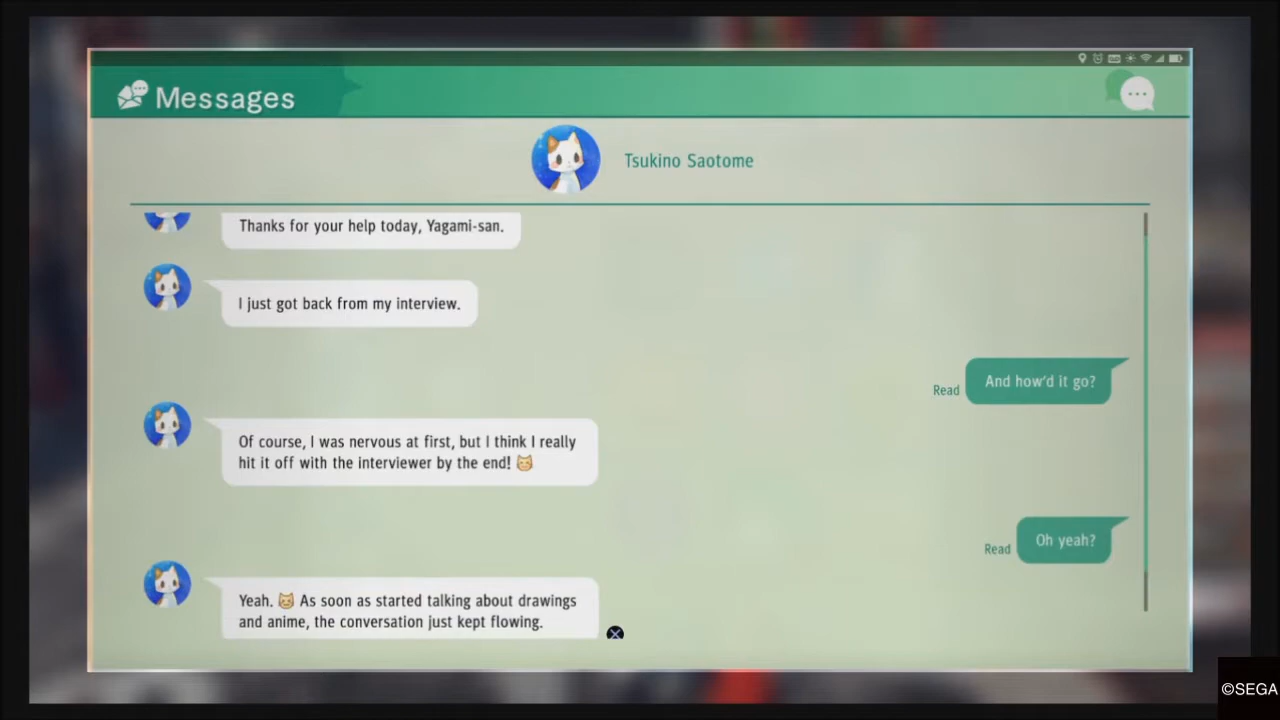 Messages
Tsukino Saotome
Thanks for your help today, Yagami-san.
I just got back from my interview.
And how'd it go?
Read
Of course, I was nervous at first, but I think I really
hit it off with the interviewer by the end! 😸
Oh yeah?
Read
Yeah. 😸 As soon as started talking about drawings
and anime, the conversation just kept flowing.
©SEGA